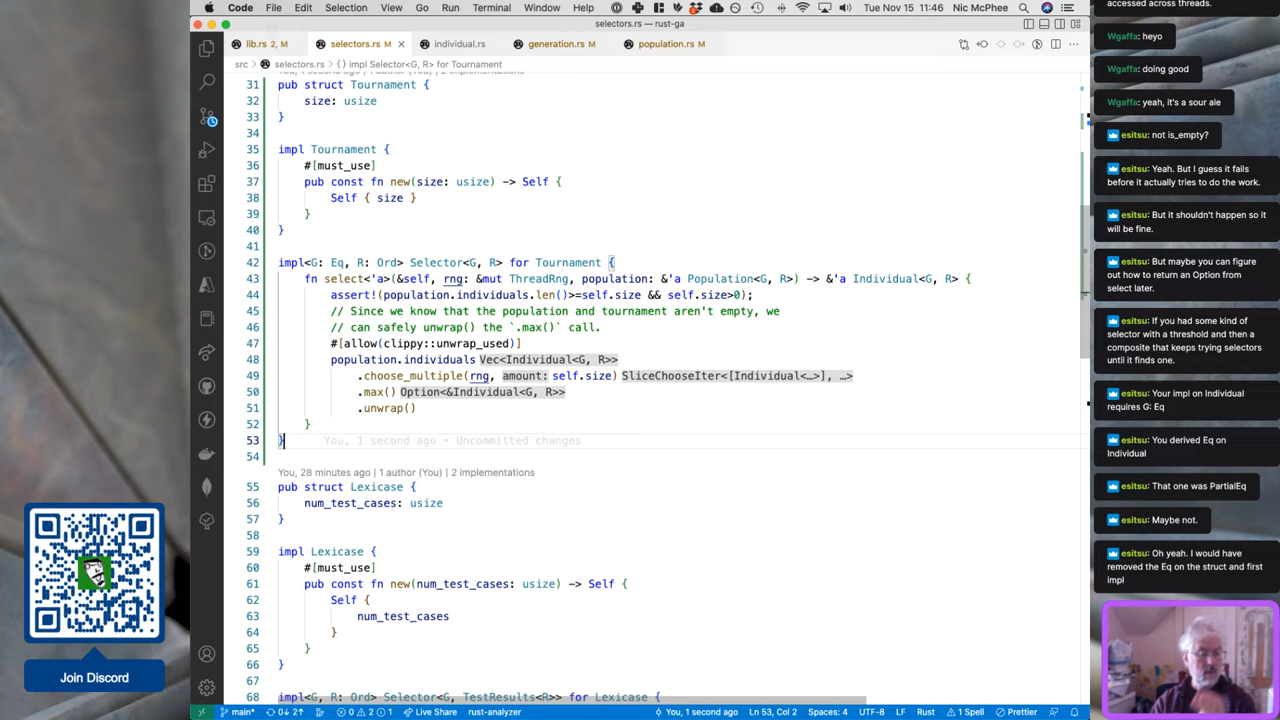 Code File Edit Selection View Go Run Terminal Window Help Tue Nov 15 11:46 Nic McPhee
selectors.rs — rust-ga
lib.rs 2, M selectors.rs M individual.rs generation.rs M population.rs M
src > selectors.rs > {} impl Selector<G, R> for Tournament
You, 1 second ago | 1 author (You) | 2 implementations
31 pub struct Tournament {
32 size: usize
33 }
34
35 impl Tournament {
36 #[must_use]
37 pub const fn new(size: usize) -> Self {
38 Self { size }
39 }
40 }
41
42 impl<G: Eq, R: Ord> Selector<G, R> for Tournament {
43 fn select<'a>(&self, rng: &mut ThreadRng, population: &'a Population<G, R>) -> &'a Individual<G, R> {
44 assert!(population.individuals.len()>=self.size && self.size>0);
45 // Since we know that the population and tournament aren't empty, we
46 // can safely unwrap() the `.max()` call.
47 #[allow(clippy::unwrap_used)]
48 population.individuals Vec<Individual<G, R>>
49 .choose_multiple(rng, amount: self.size) SliceChooseIter<[Individual<…>], …>
50 .max() Option<&Individual<G, R>>
51 .unwrap()
52 }
53 } You, 1 second ago • Uncommitted changes
54
You, 28 minutes ago | 1 author (You) | 2 implementations
55 pub struct Lexicase {
56 num_test_cases: usize
57 }
58
59 impl Lexicase {
60 #[must_use]
61 pub const fn new(num_test_cases: usize) -> Self {
62 Self {
63 num_test_cases
64 }
65 }
66 }
67
68 impl<G, R: Ord> Selector<G, TestResults<R>> for Lexicase {
main* 0↓ 2↑ 0 2 1 Live Share rust-analyzer You, 1 second ago Ln 53, Col 2 Spaces: 4 UTF-8 LF Rust 1 Spell Prettier
accessed across threads.
Wgaffa: heyo
Wgaffa: doing good
Wgaffa: yeah, it's a sour ale
esitsu: not is_empty?
esitsu: Yeah. But I guess it fails
before it actually tries to do the work.
esitsu: But it shouldn't happen so it
will be fine.
esitsu: But maybe you can figure
out how to return an Option from
select later.
esitsu: If you had some kind of
selector with a threshold and then a
composite that keeps trying selectors
until it finds one.
esitsu: Your impl on Individual
requires G: Eq
esitsu: You derived Eq on
Individual
esitsu: That one was PartialEq
esitsu: Maybe not.
esitsu: Oh yeah. I would have
removed the Eq on the struct and first
impl
Join Discord